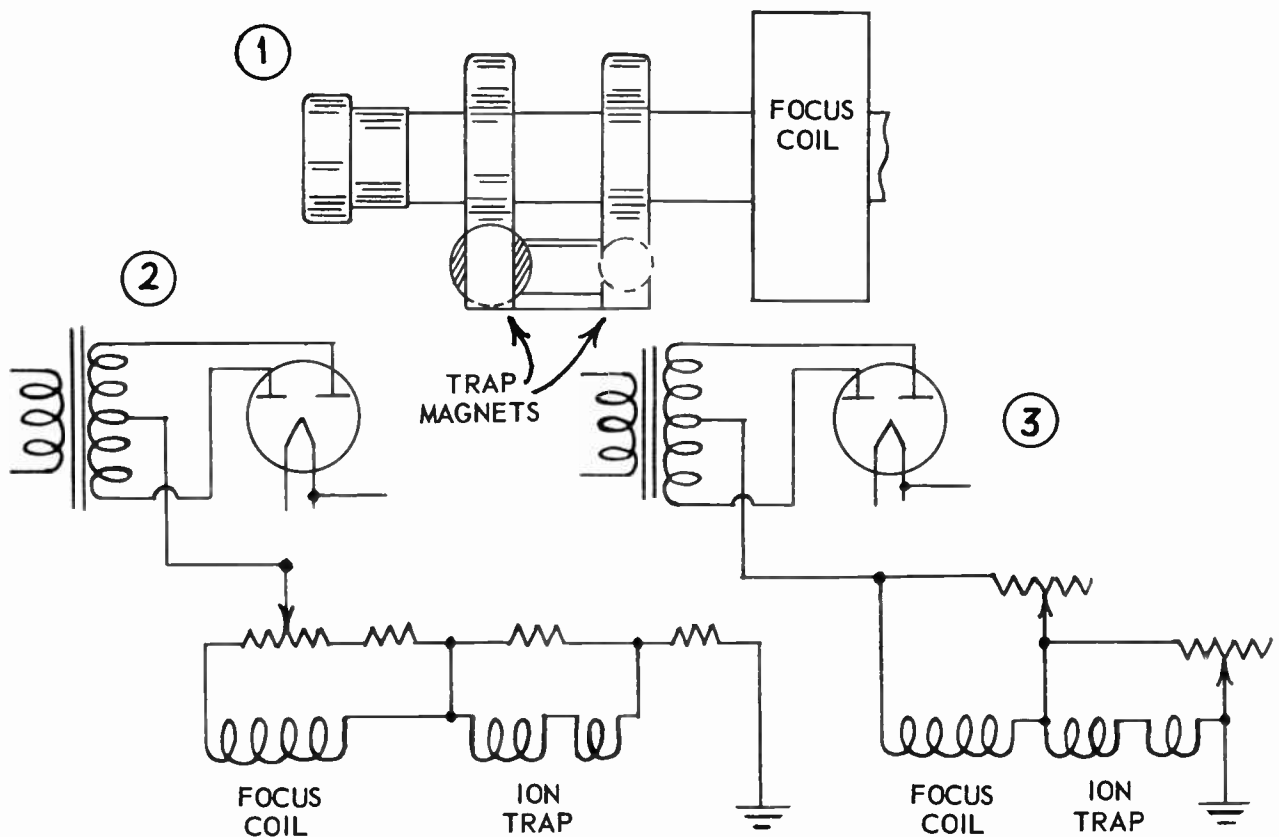 1
FOCUS
COIL
2
TRAP
MAGNETS
3
FOCUS
COIL
ION
TRAP
FOCUS
COIL
ION
TRAP